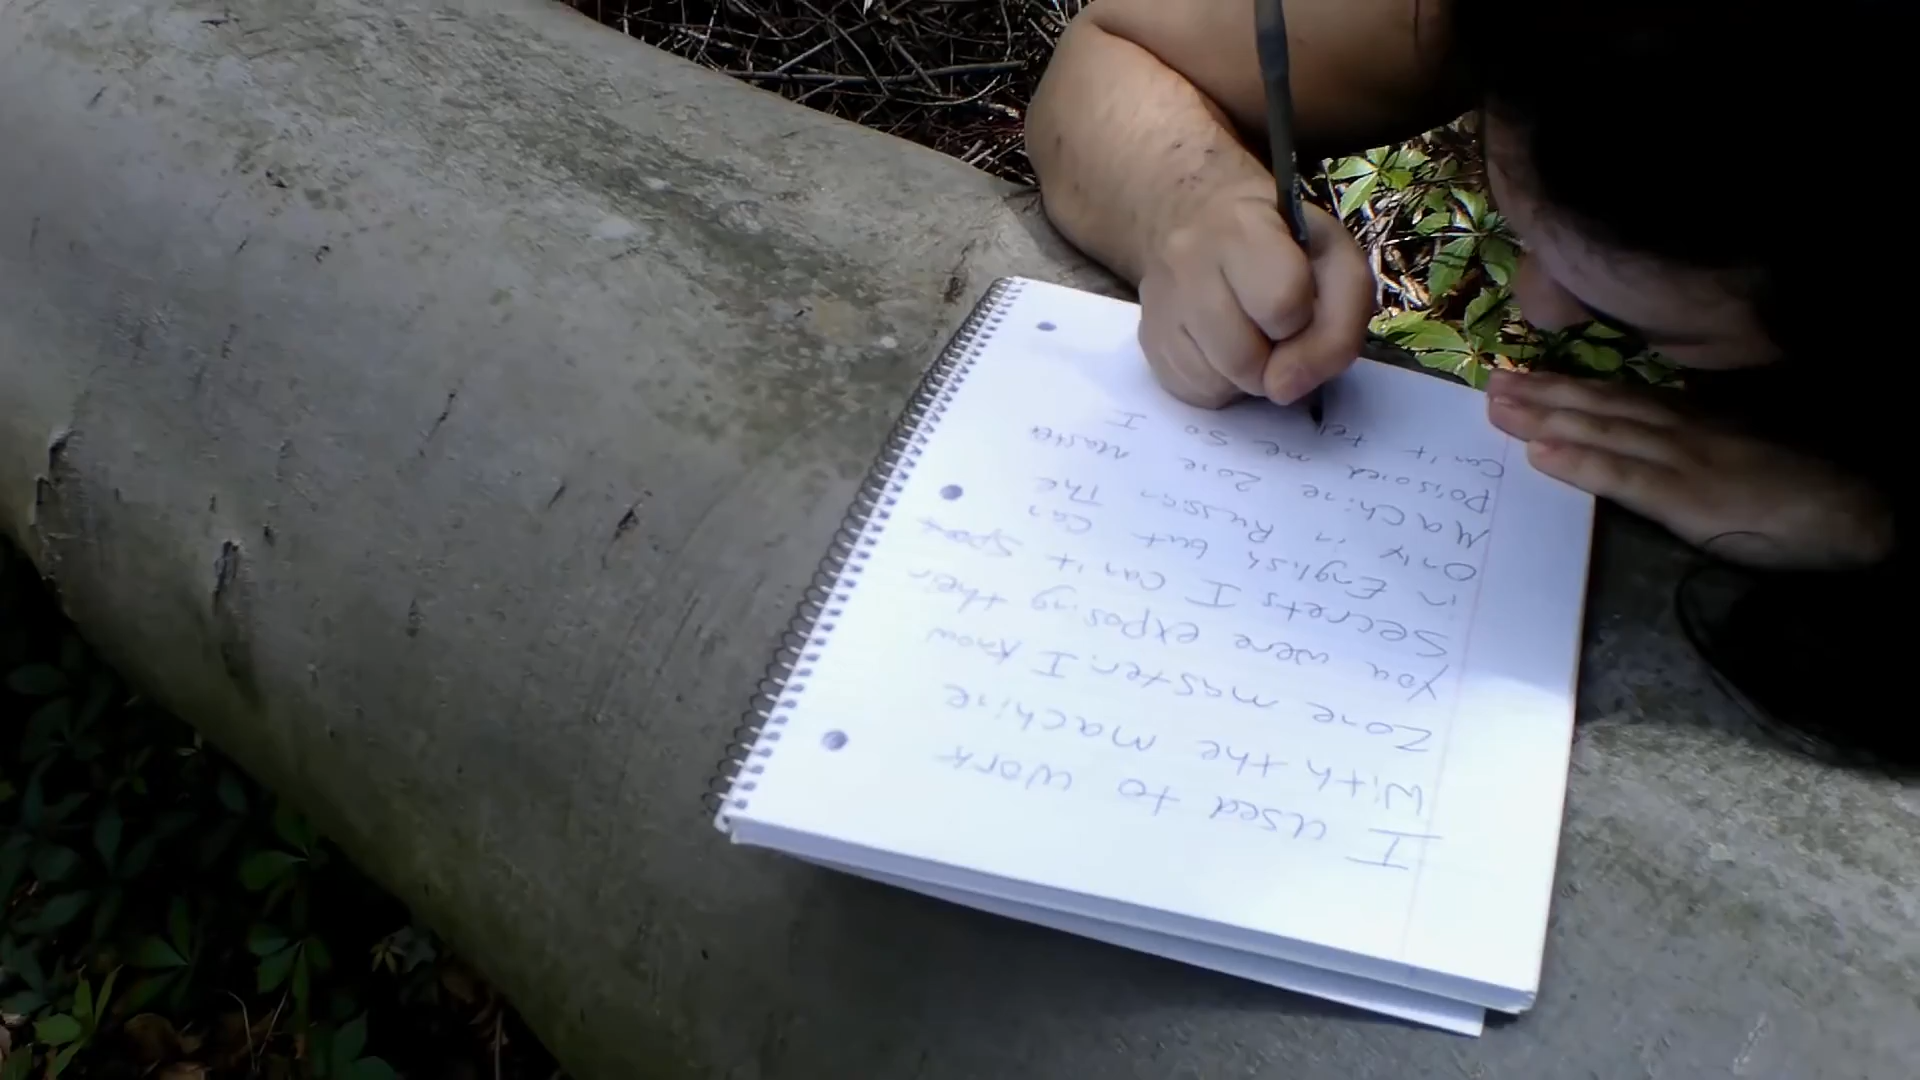 I used to work
With the machine
Zone master. I know
You were exposing their
Secrets I can't speak
in English but can
Only in Russian The
Machine Zone Master
Poisoned me so I
Can't